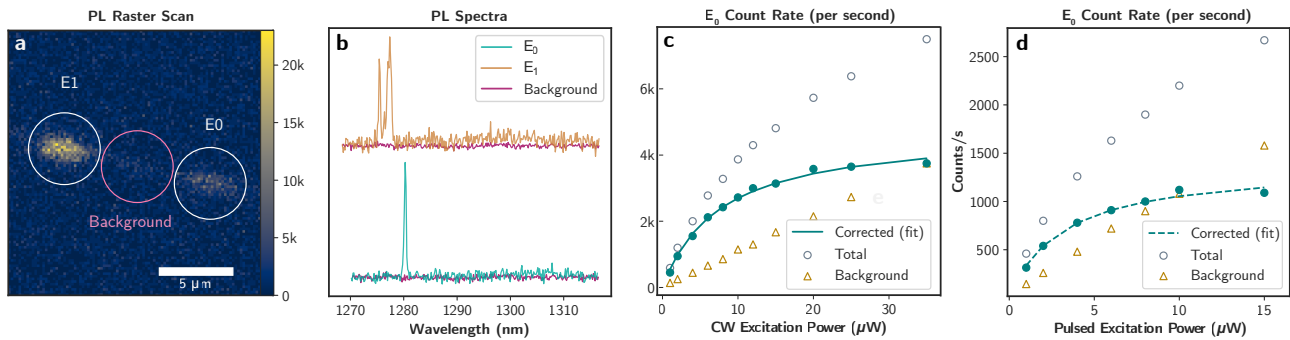 PL Raster Scan
a
E1
E0
Background
5 µm
20k
15k
10k
5k
0
PL Spectra
b
E₀
E₁
Background
1270 1280 1290 1300 1310
Wavelength (nm)
E₀ Count Rate (per second)
c
6k
4k
2k
0
e
Corrected (fit)
Total
Background
0 10 20 30
CW Excitation Power (µW)
E₀ Count Rate (per second)
d
Counts/s
2500
2000
1500
1000
500
Corrected (fit)
Total
Background
0 5 10 15
Pulsed Excitation Power (µW)